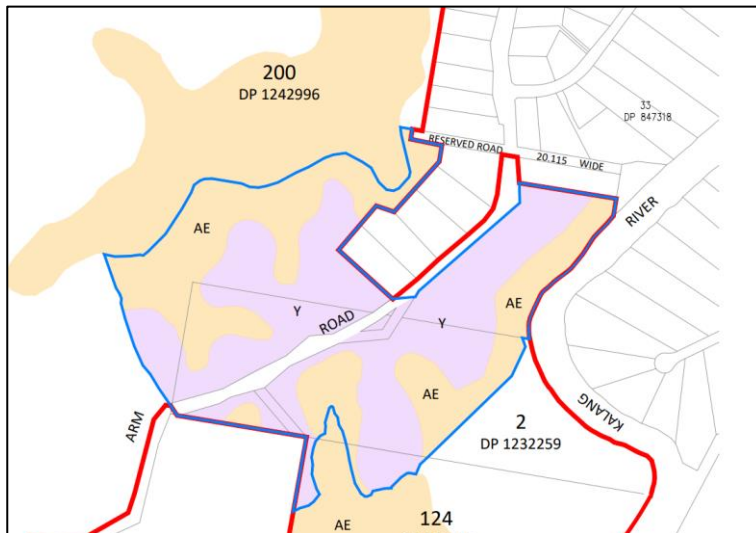 200
DP 1242996
33
DP 847318
RESERVED ROAD 20.115 WIDE
RIVER
AE
AE
Y
ROAD
Y
AE
ARM
2
DP 1232259
KALANG
AE
124